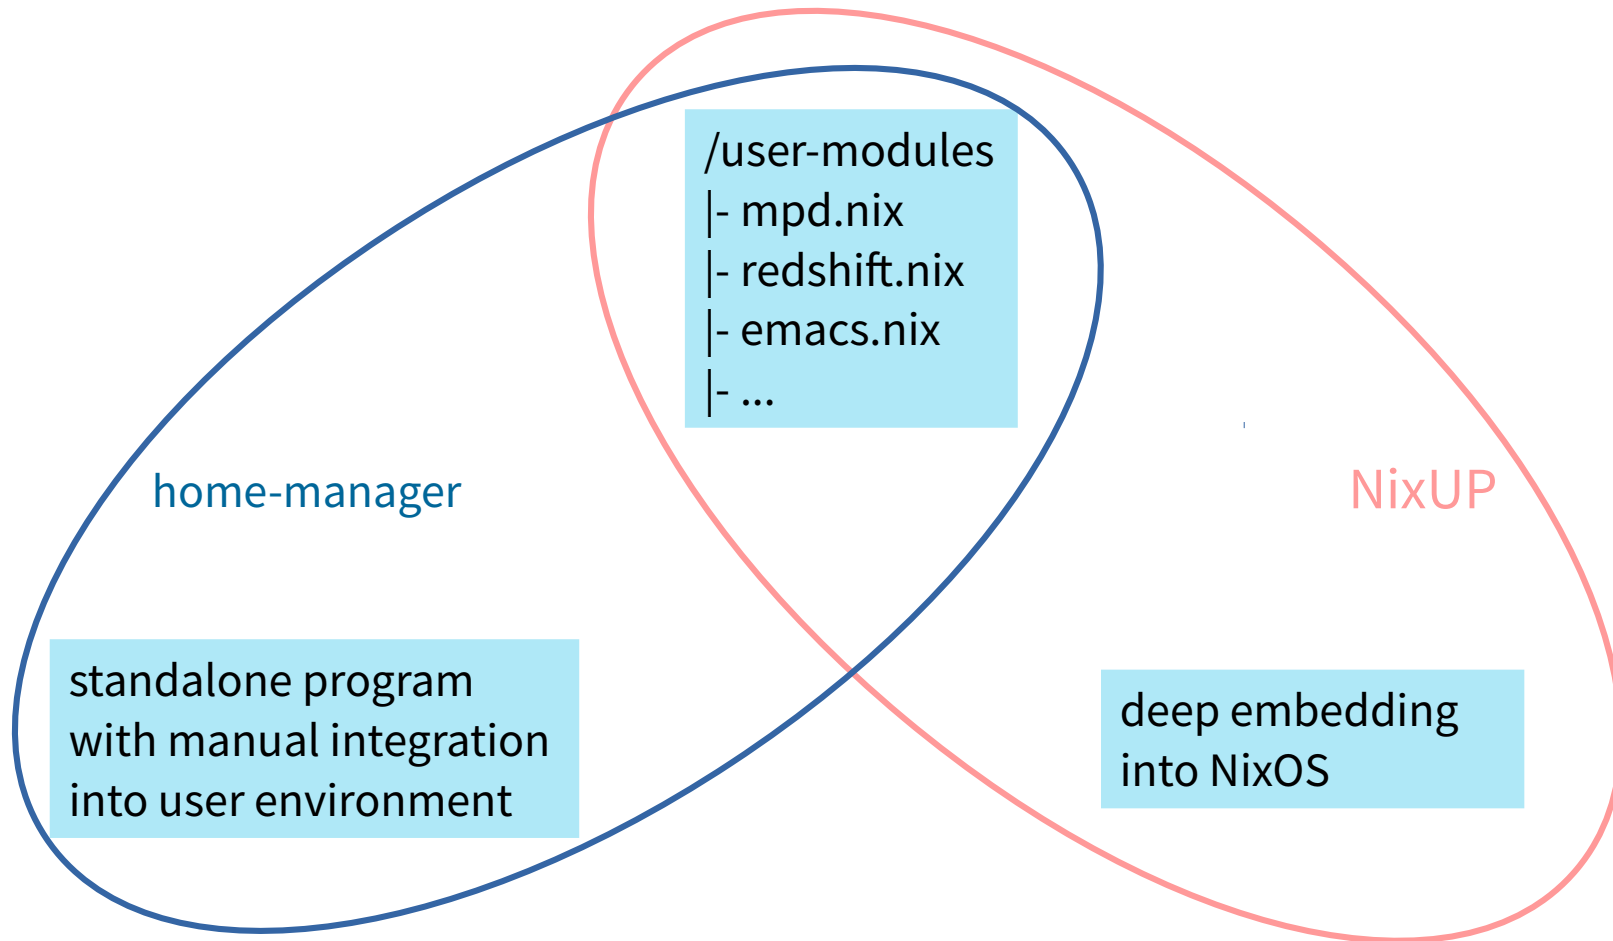 /user-modules
|- mpd.nix
|- redshift.nix
|- emacs.nix
|- ...
home-manager
NixUP
standalone program
with manual integration
into user environment
deep embedding
into NixOS